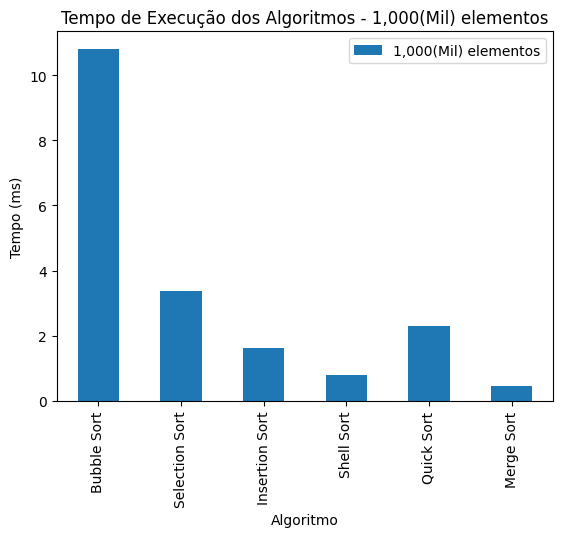 Tempo de Execução dos Algoritmos - 1,000(Mil) elementos
1,000(Mil) elementos
10
8
6
4
2
0
Tempo (ms)
Bubble Sort
Selection Sort
Insertion Sort
Shell Sort
Quick Sort
Merge Sort
Algoritmo